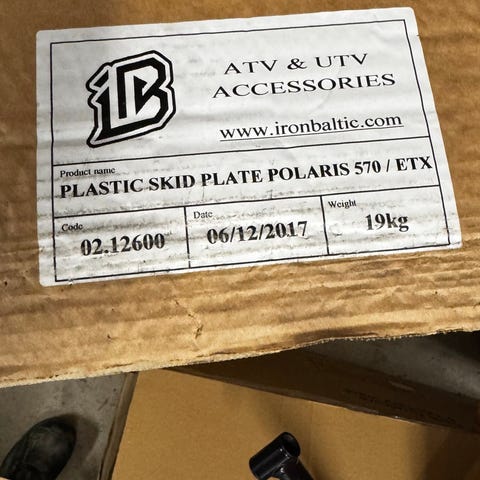 IB
ATV & UTV
ACCESSORIES
www.ironbaltic.com
Product name
PLASTIC SKID PLATE POLARIS 570 / ETX
Code
02.12600
Date
06/12/2017
Weight
19kg